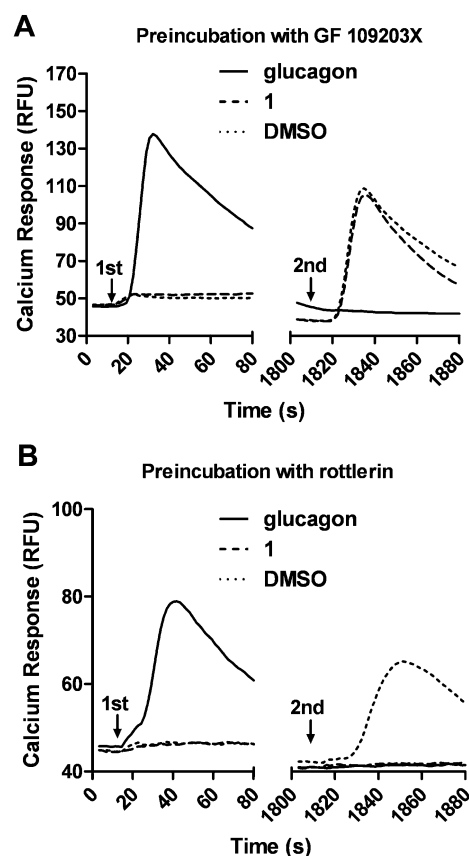 A
Preincubation with GF 109203X
Calcium Response (RFU)
170
150
130
110
90
70
50
30
glucagon
1
DMSO
1st
2nd
0
20
40
60
80
1800
1820
1840
1860
1880
Time (s)
B
Preincubation with rottlerin
Calcium Response (RFU)
100
80
60
40
glucagon
1
DMSO
1st
2nd
0
20
40
60
80
1800
1820
1840
1860
1880
Time (s)